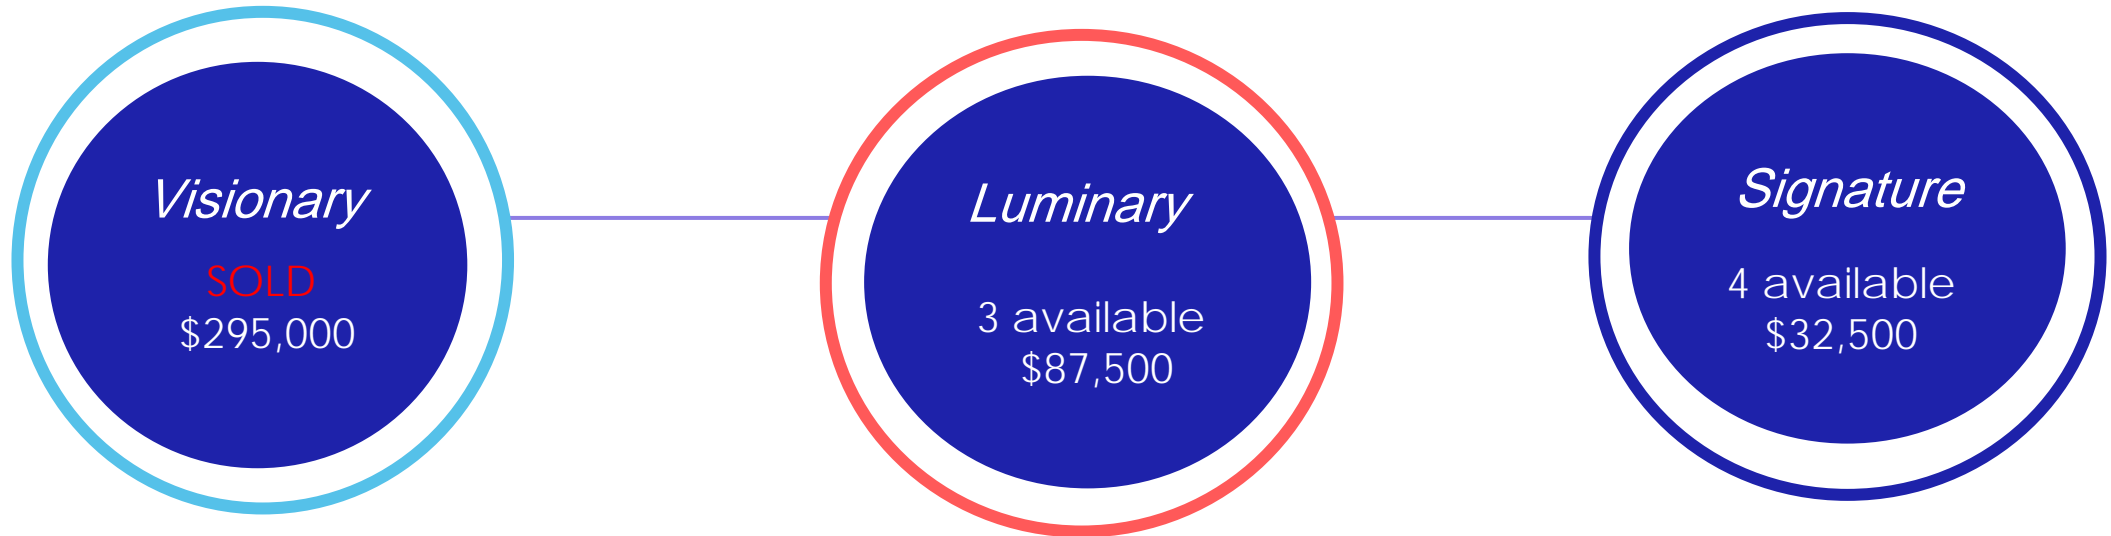 Visionary
SOLD
$295,000
Luminary
3 available
$87,500
Signature
4 available
$32,500